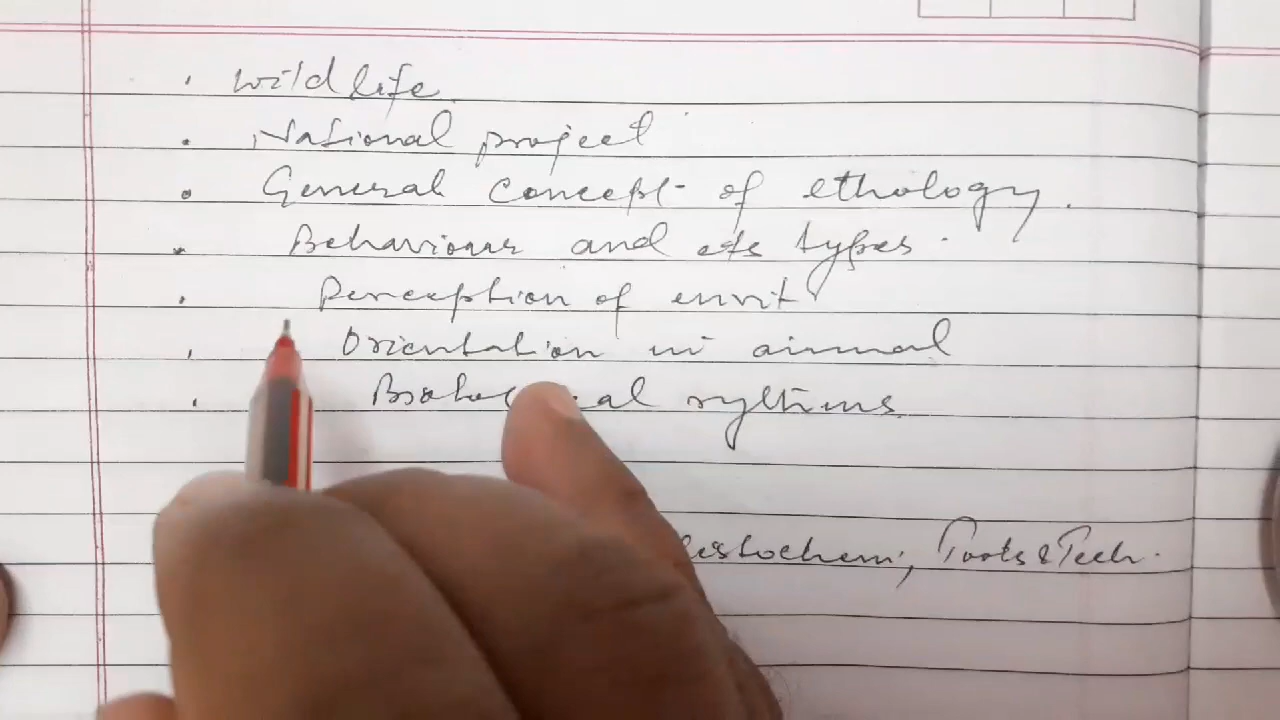 . Wildlife
. National project
. General concept of ethology.
. Behaviour and its types.
. Perception of envit
. Orientation in animal
. rythms
Tools & Tech.